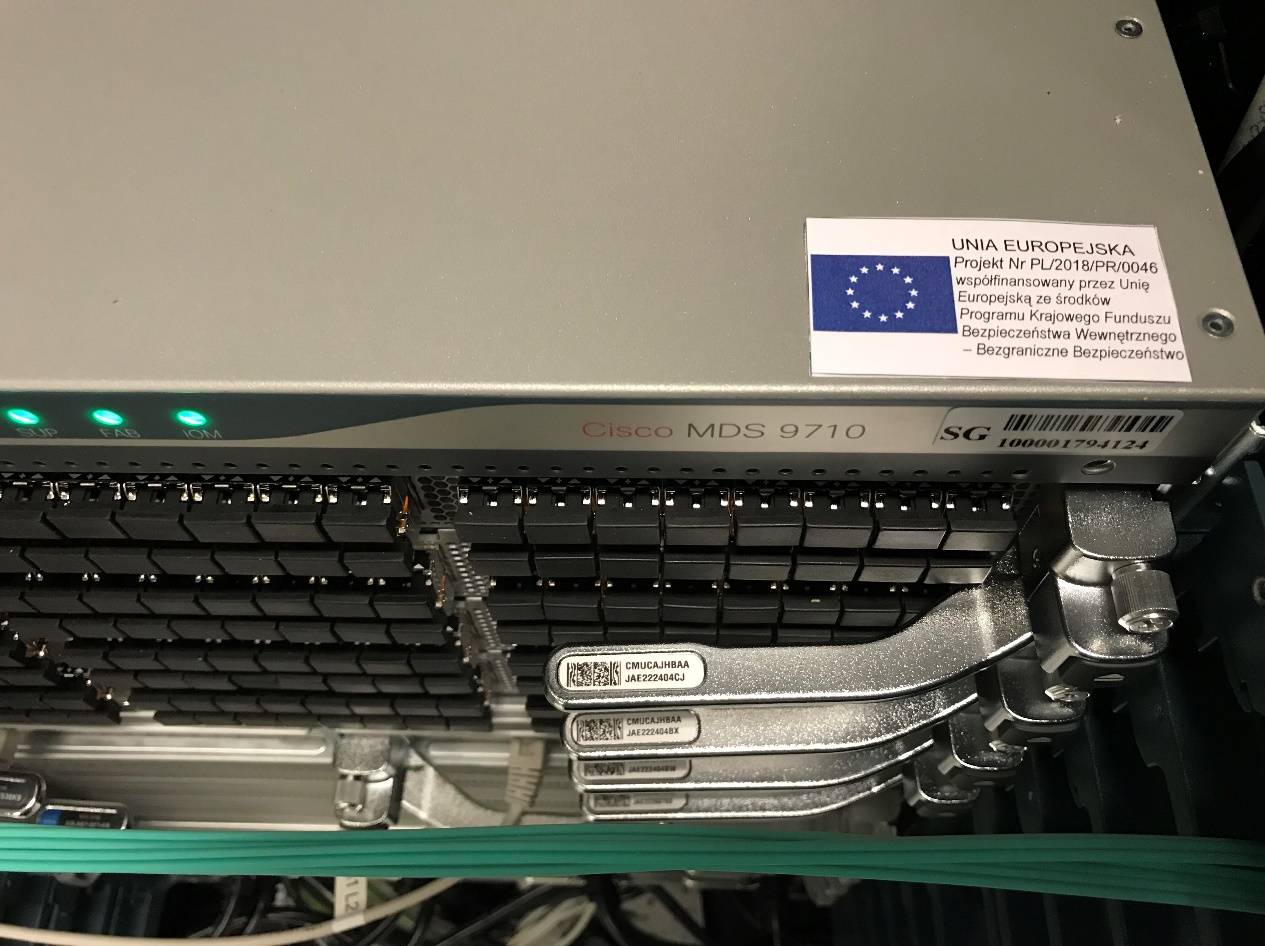 UNIA EUROPEJSKA
Projekt Nr PL/2018/PR/0046
współfinansowany przez Unię
Europejską ze środków
Programu Krajowego Funduszu
Bezpieczeństwa Wewnętrznego
– Bezgraniczne Bezpieczeństwo
SUP FAB IOM
Cisco MDS 9710
SG
100001794124
CMUCAJHBAA
JAE222404CJ
CMUCAJHBAA
JAE222404BX